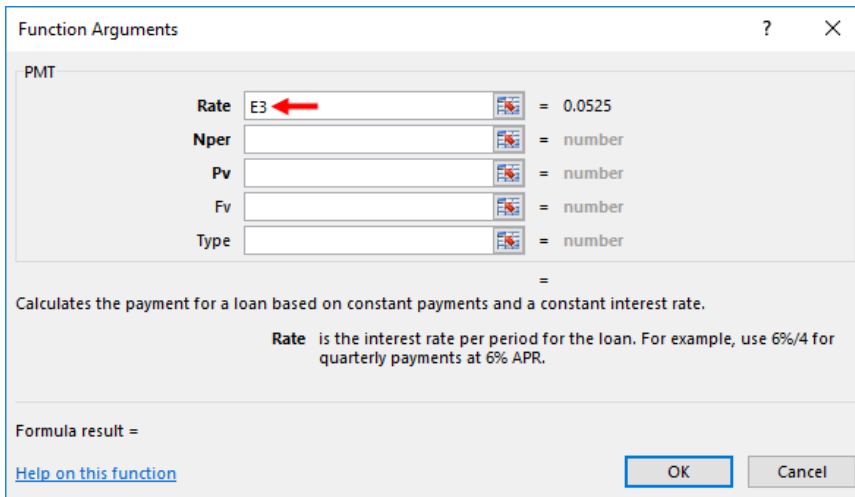 Function Arguments ? ×
PMT
Rate E3 = 0.0525
Nper = number
Pv = number
Fv = number
Type = number
=
Calculates the payment for a loan based on constant payments and a constant interest rate.
Rate is the interest rate per period for the loan. For example, use 6%/4 for
quarterly payments at 6% APR.
Formula result =
Help on this function OK Cancel